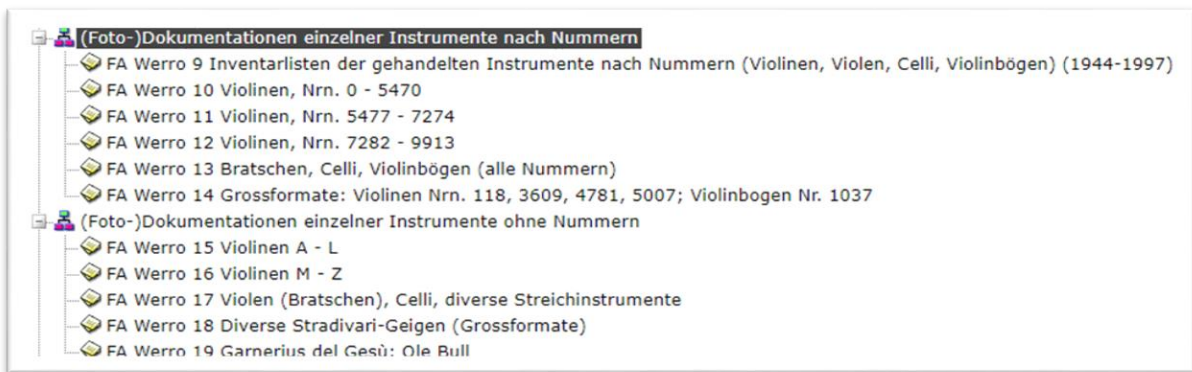 (Foto-)Dokumentationen einzelner Instrumente nach Nummern
FA Werro 9 Inventarlisten der gehandelten Instrumente nach Nummern (Violinen, Violen, Celli, Violinbögen) (1944-1997)
FA Werro 10 Violinen, Nrn. 0 - 5470
FA Werro 11 Violinen, Nrn. 5477 - 7274
FA Werro 12 Violinen, Nrn. 7282 - 9913
FA Werro 13 Bratschen, Celli, Violinbögen (alle Nummern)
FA Werro 14 Grossformate: Violinen Nrn. 118, 3609, 4781, 5007; Violinbogen Nr. 1037
(Foto-)Dokumentationen einzelner Instrumente ohne Nummern
FA Werro 15 Violinen A - L
FA Werro 16 Violinen M - Z
FA Werro 17 Violen (Bratschen), Celli, diverse Streichinstrumente
FA Werro 18 Diverse Stradivari-Geigen (Grossformate)
FA Werro 19 Garnerius del Gesù: Ole Bull